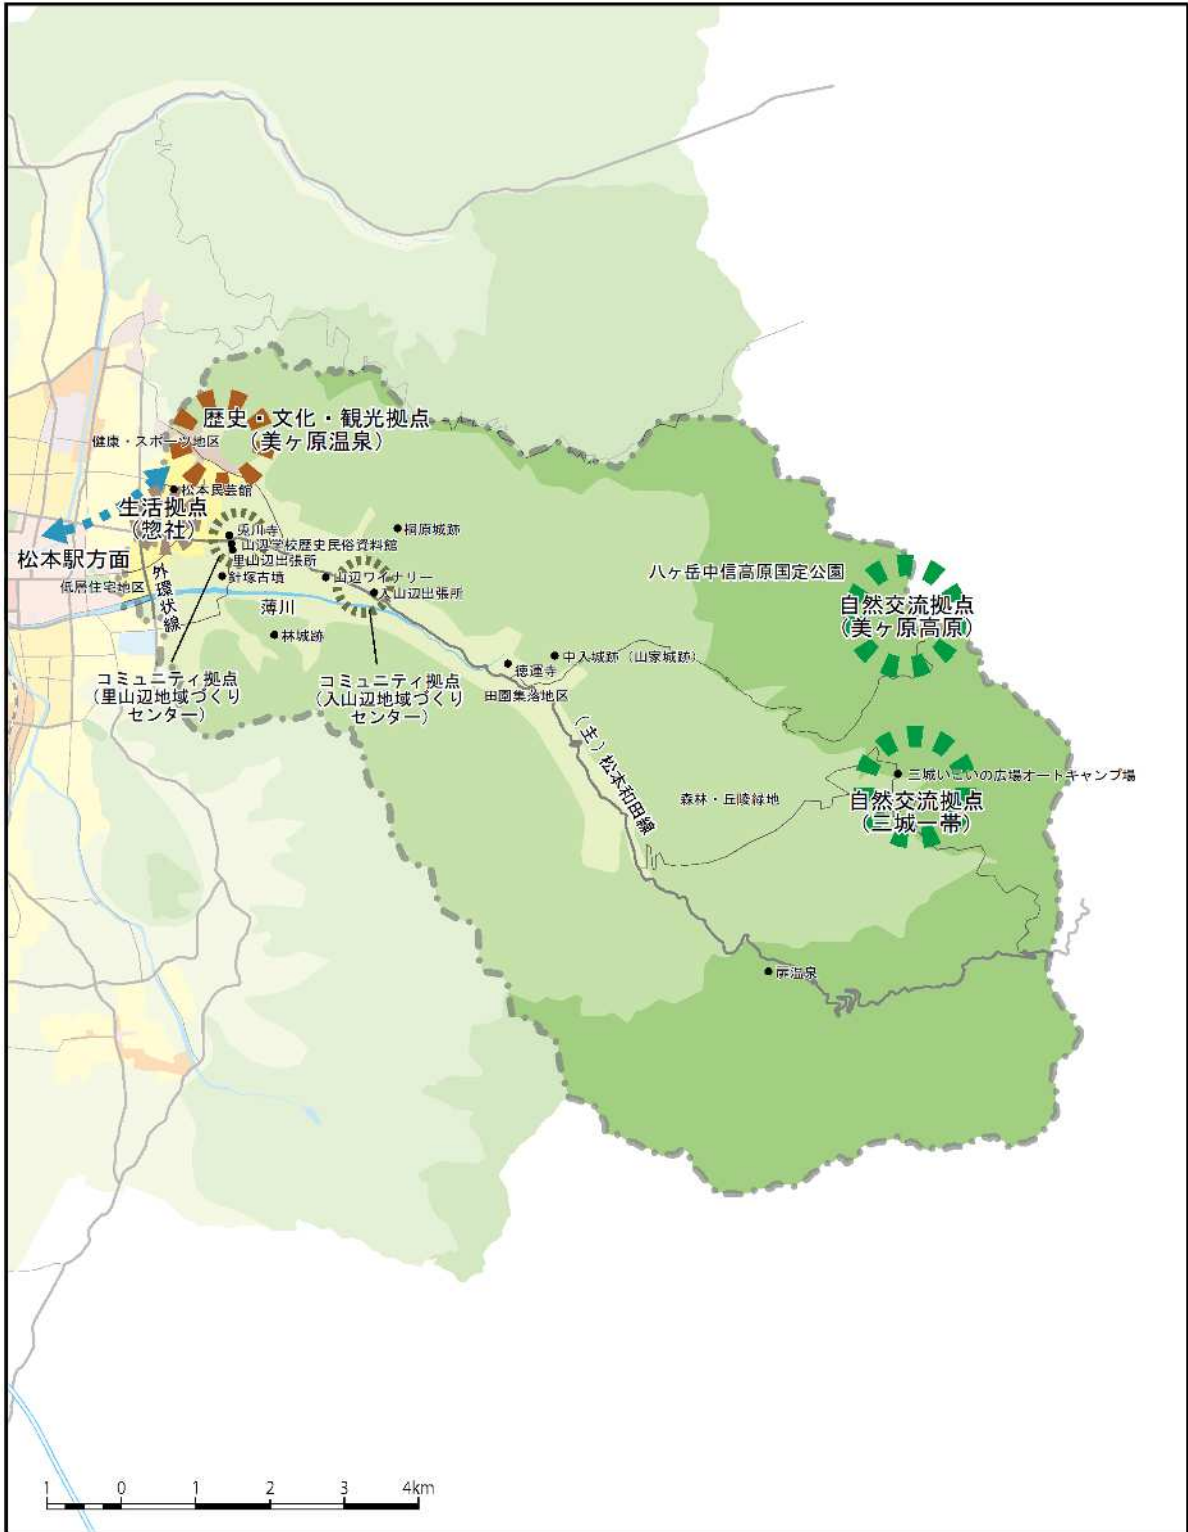 歴史・文化・観光拠点
(美ヶ原温泉)
健康・スポーツ地区
松本民芸館
生活拠点
(惣社)
松本駅方面
低層住宅地区
外環状線
兎川寺
山辺学校歴史民俗資料館
里山辺出張所
針塚古墳
桐原城跡
山辺ワイナリー
入山辺出張所
薄川
林城跡
コミュニティ拠点
(里山辺地域づくり
センター)
コミュニティ拠点
(入山辺地域づくり
センター)
徳運寺
中入城跡(山家城跡)
田園集落地区
(主)松本和田線
八ヶ岳中信高原国定公園
自然交流拠点
(美ヶ原高原)
三城いこいの広場オートキャンプ場
自然交流拠点
(三城一帯)
森林・丘陵緑地
扉温泉
1 0 1 2 3 4km